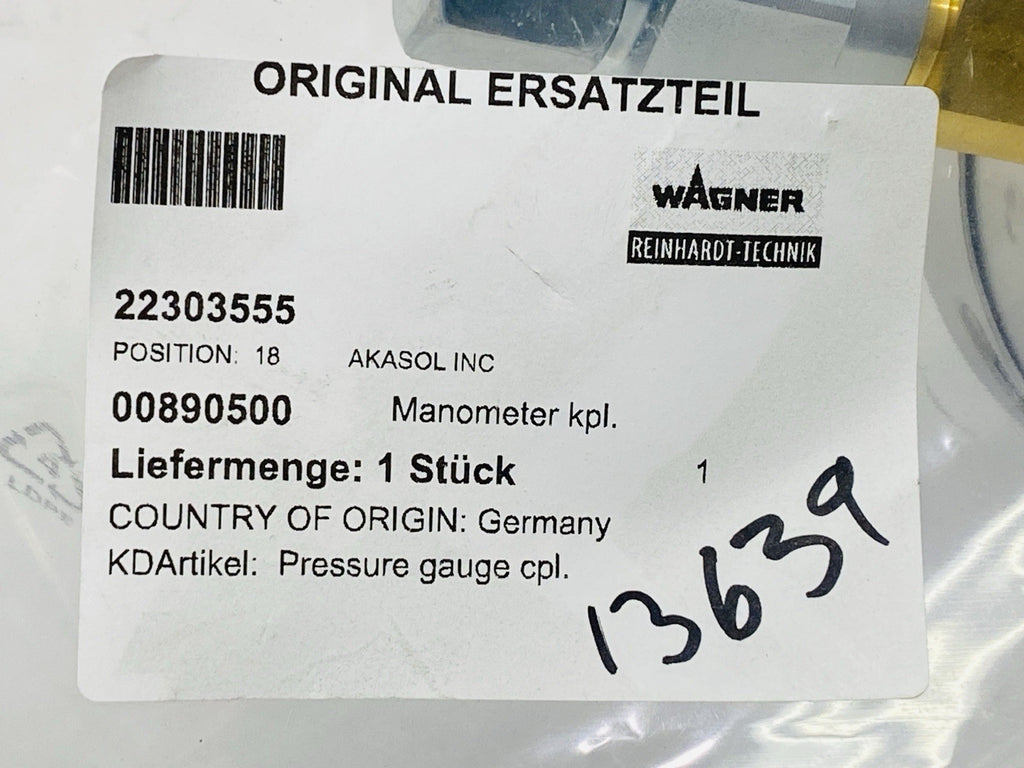 ORIGINAL ERSATZTEIL
WAGNER
REINHARDT-TECHNIK
22303555
POSITION: 18 AKASOL INC
00890500 Manometer kpl.
Liefermenge: 1 Stück 1
COUNTRY OF ORIGIN: Germany
KDArtikel: Pressure gauge cpl.
13639